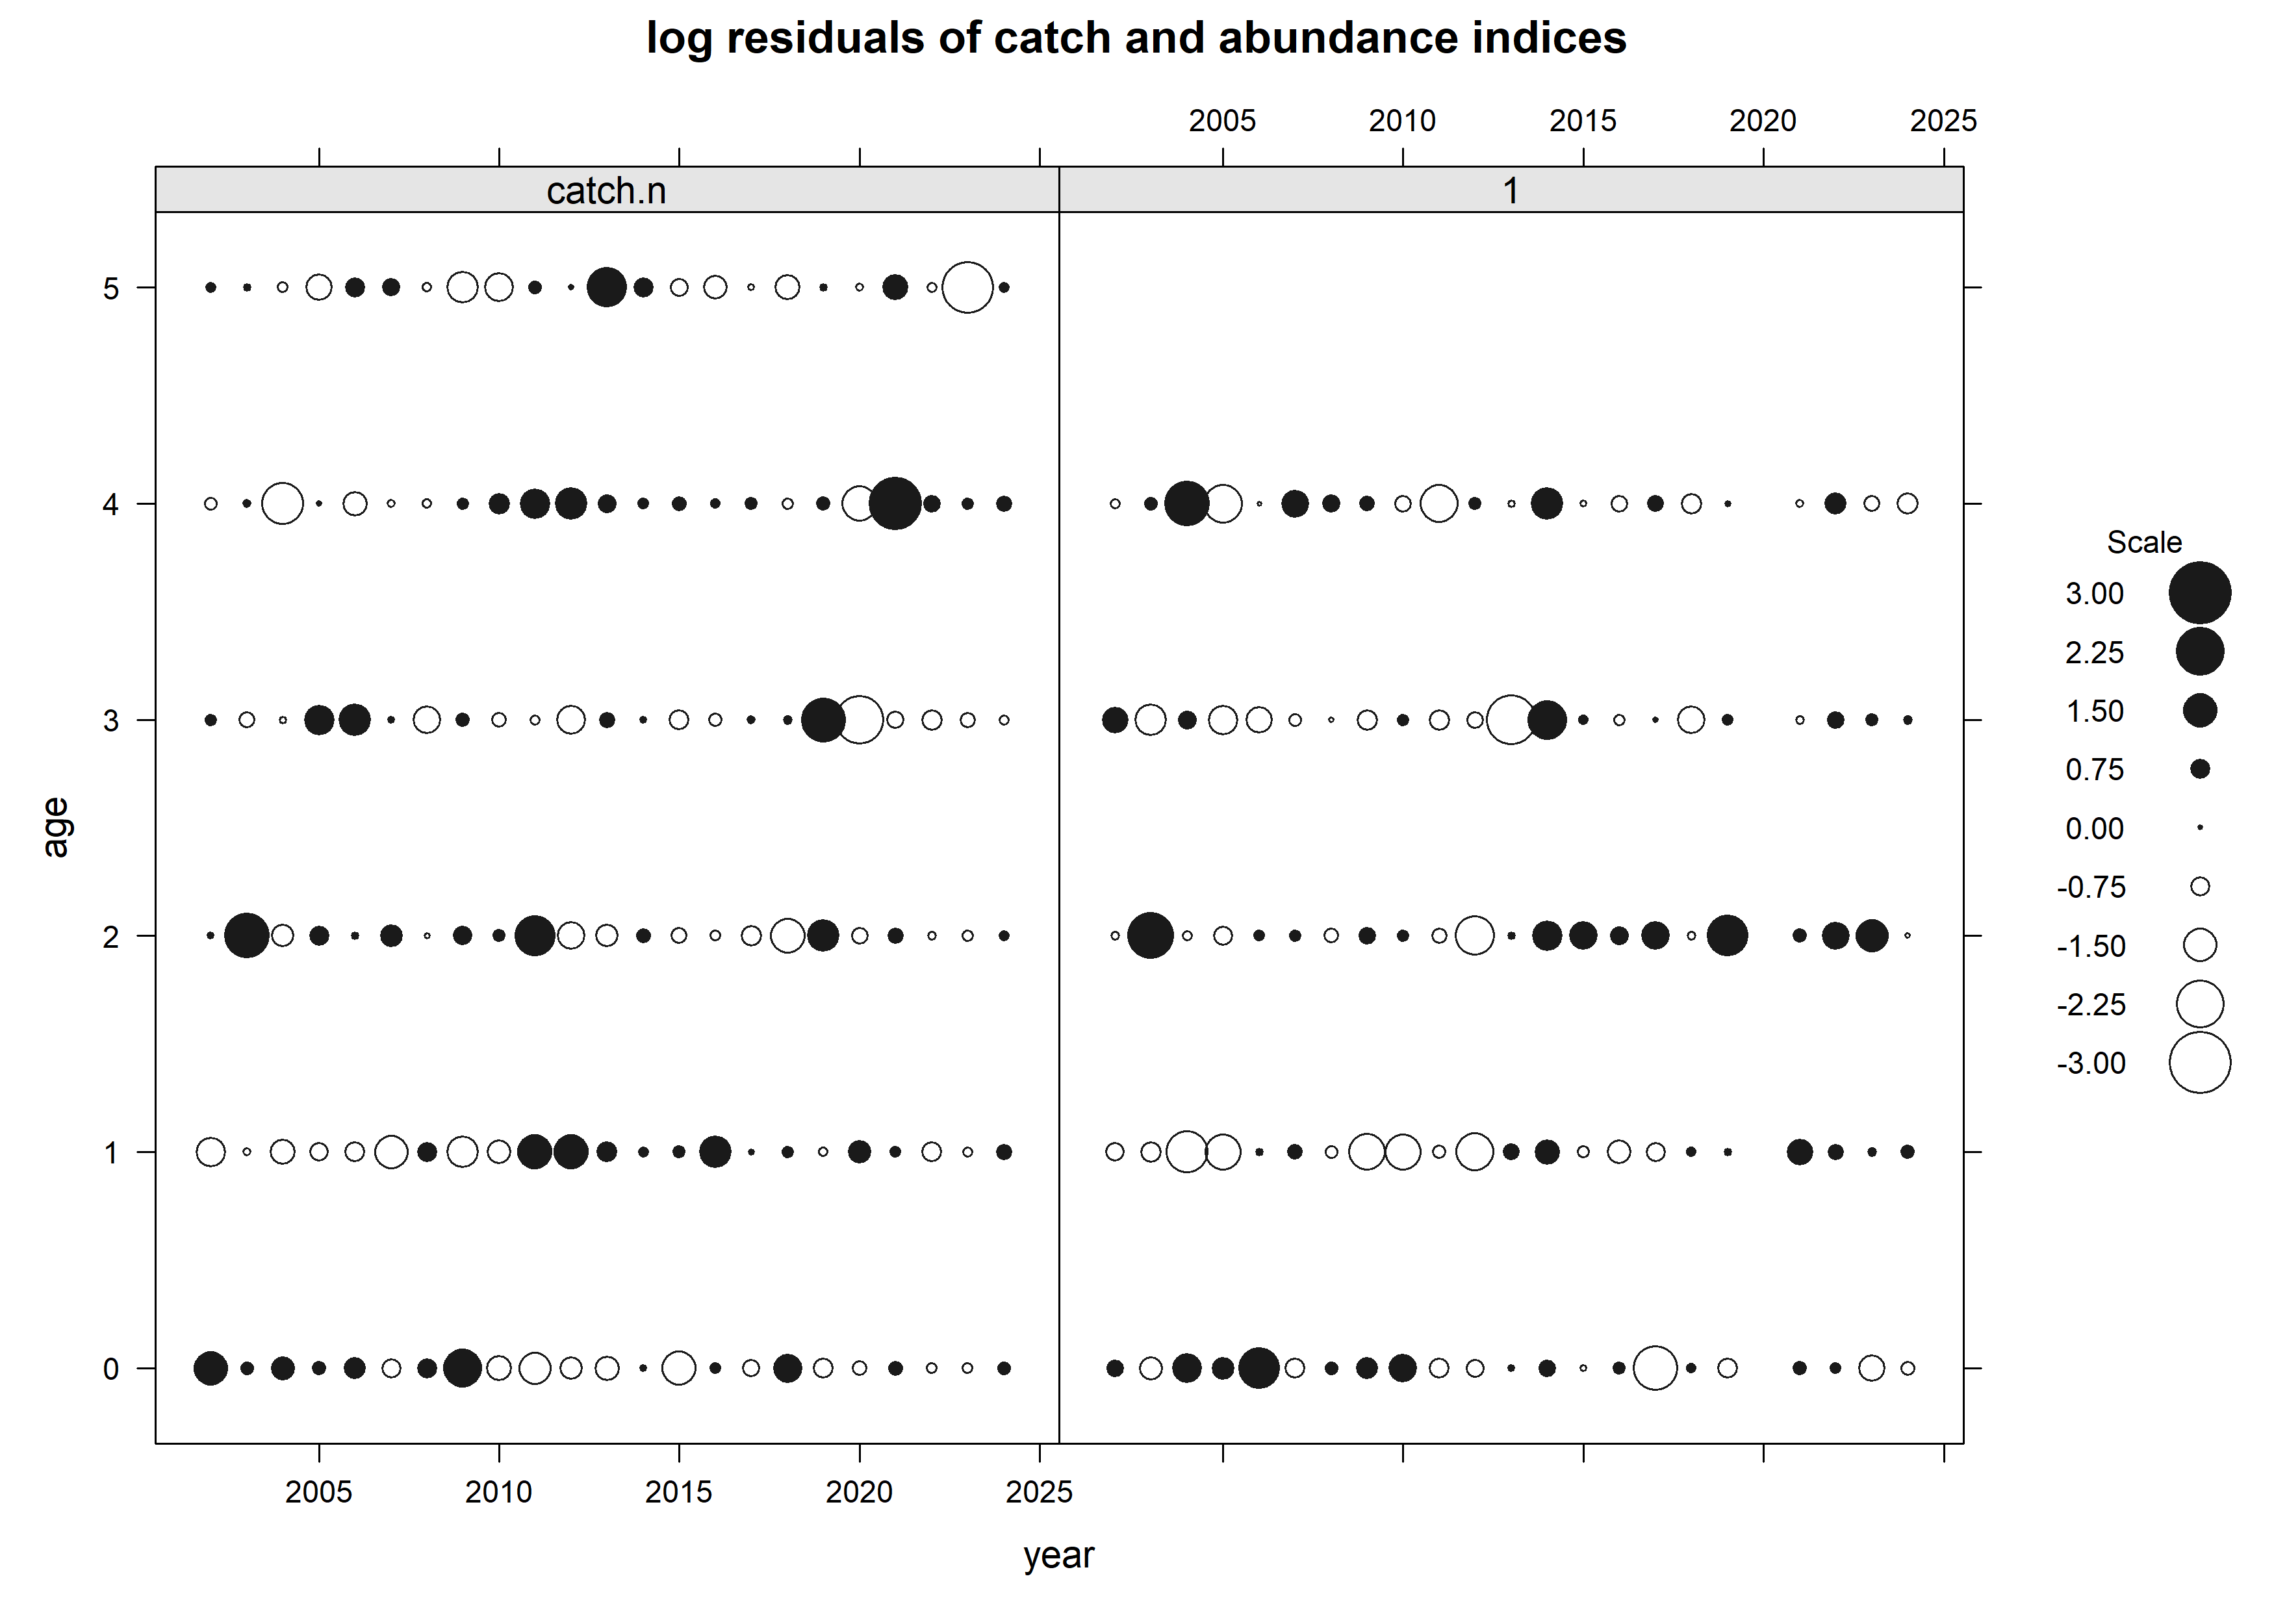 log residuals of catch and abundance indices
2005 2010 2015 2020 2025
catch.n 1
5
4
3
2
1
0
age
2005 2010 2015 2020 2025
year
Scale
3.00
2.25
1.50
0.75
0.00
-0.75
-1.50
-2.25
-3.00